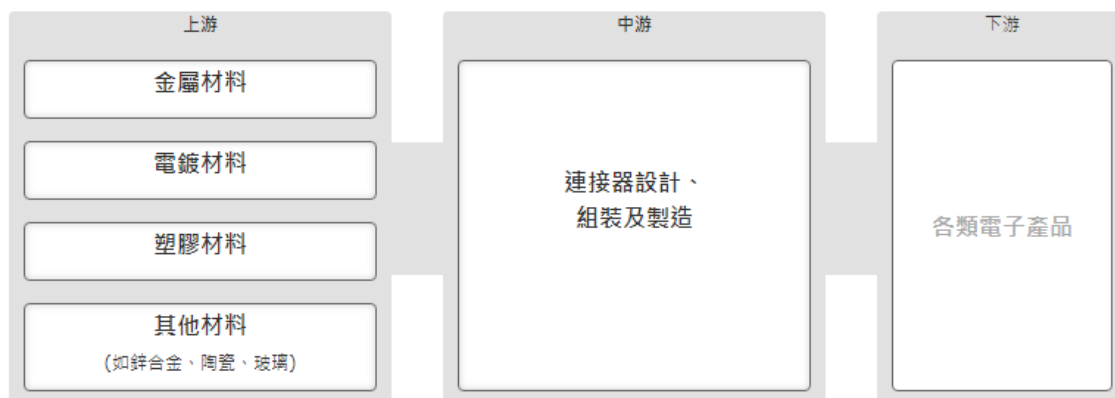 上游
金屬材料
電鍍材料
塑膠材料
其他材料
(如鋅合金、陶瓷、玻璃)
中游
連接器設計、
組裝及製造
下游
各類電子產品